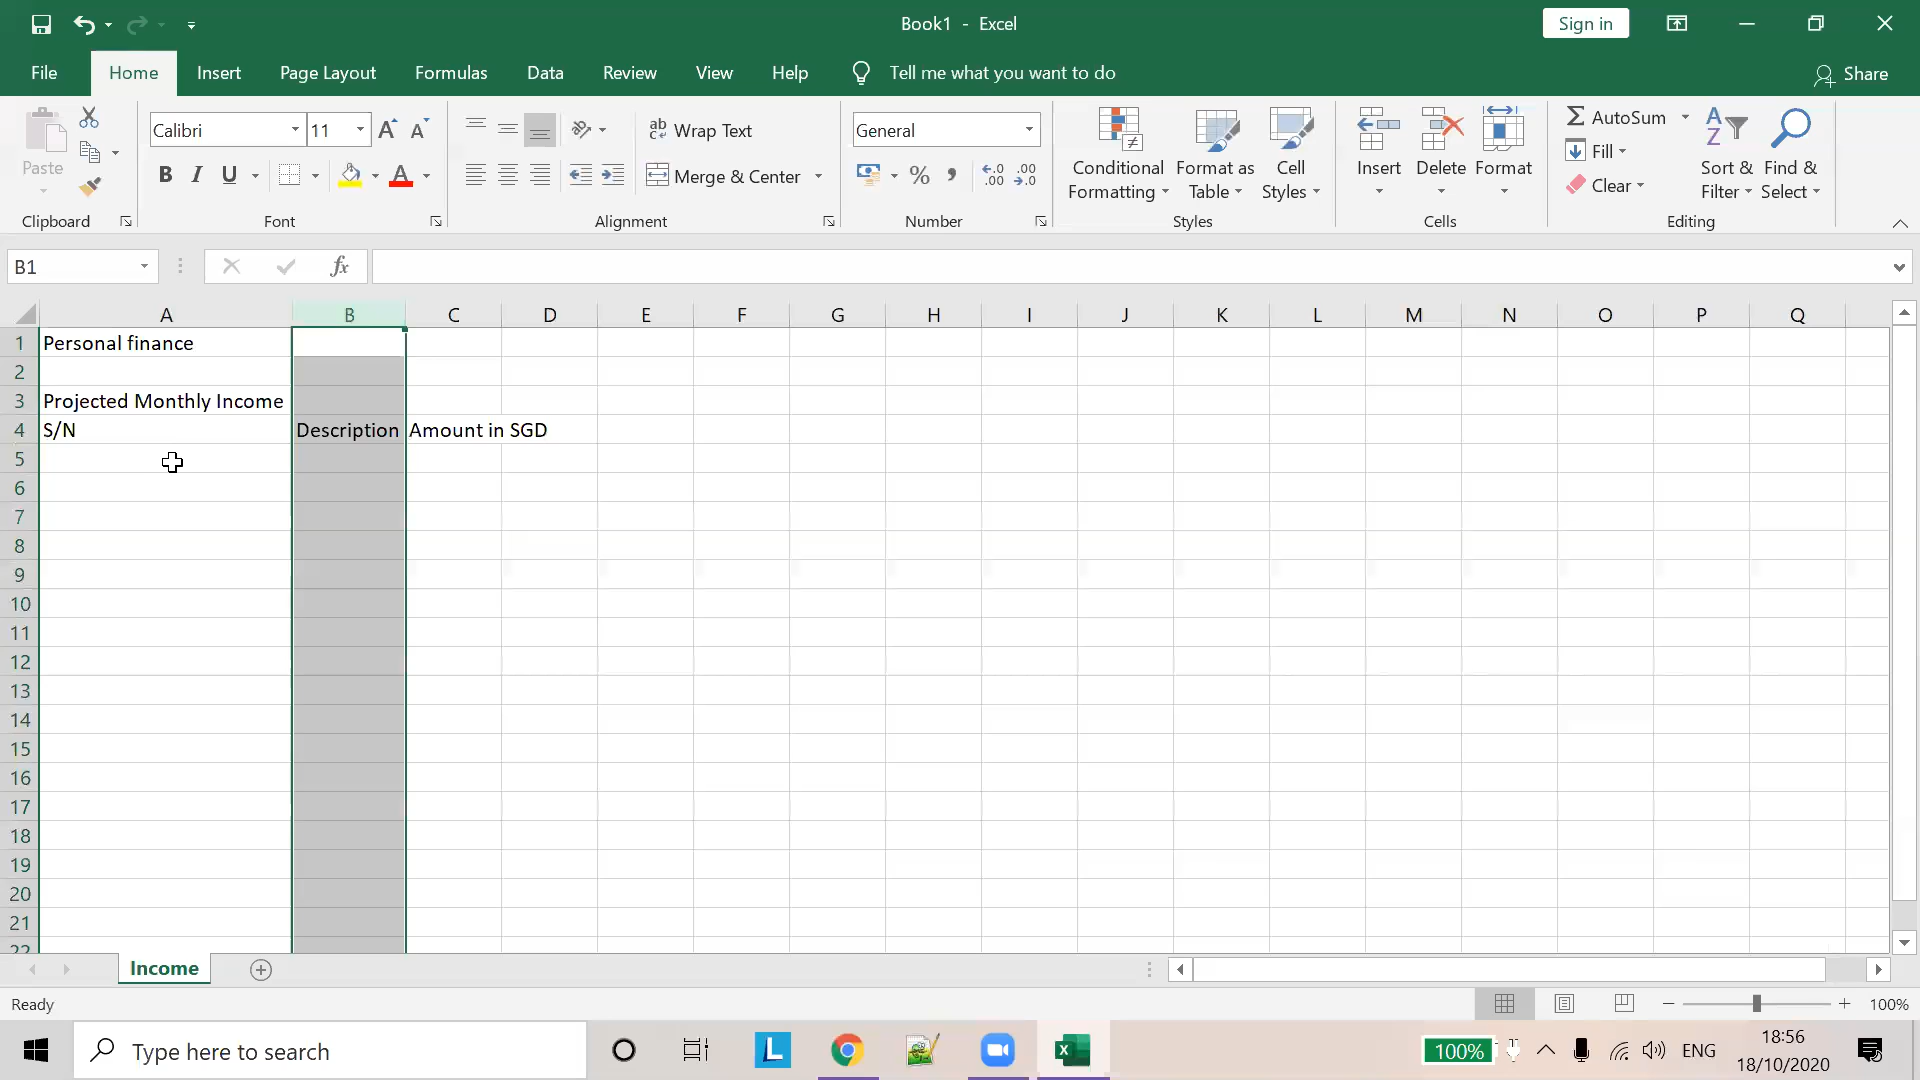 Book1 - Excel
Sign in
File Home Insert Page Layout Formulas Data Review View Help Tell me what you want to do Share
Paste
Clipboard
Calibri 11
B I U
Font
Wrap Text
Merge & Center
Alignment
General
Number
Conditional Formatting
Format as Table
Cell Styles
Styles
Insert Delete Format
Cells
AutoSum
Fill
Clear
Sort & Filter
Find & Select
Editing
B1 fx
A B C D E F G H I J K L M N O P Q
1 Personal finance
2
3 Projected Monthly Income
4 S/N Description Amount in SGD
5
6
7
8
9
10
11
12
13
14
15
16
17
18
19
20
21
22
Income
Ready
100%
Type here to search
L
100%
ENG
18:56
18/10/2020